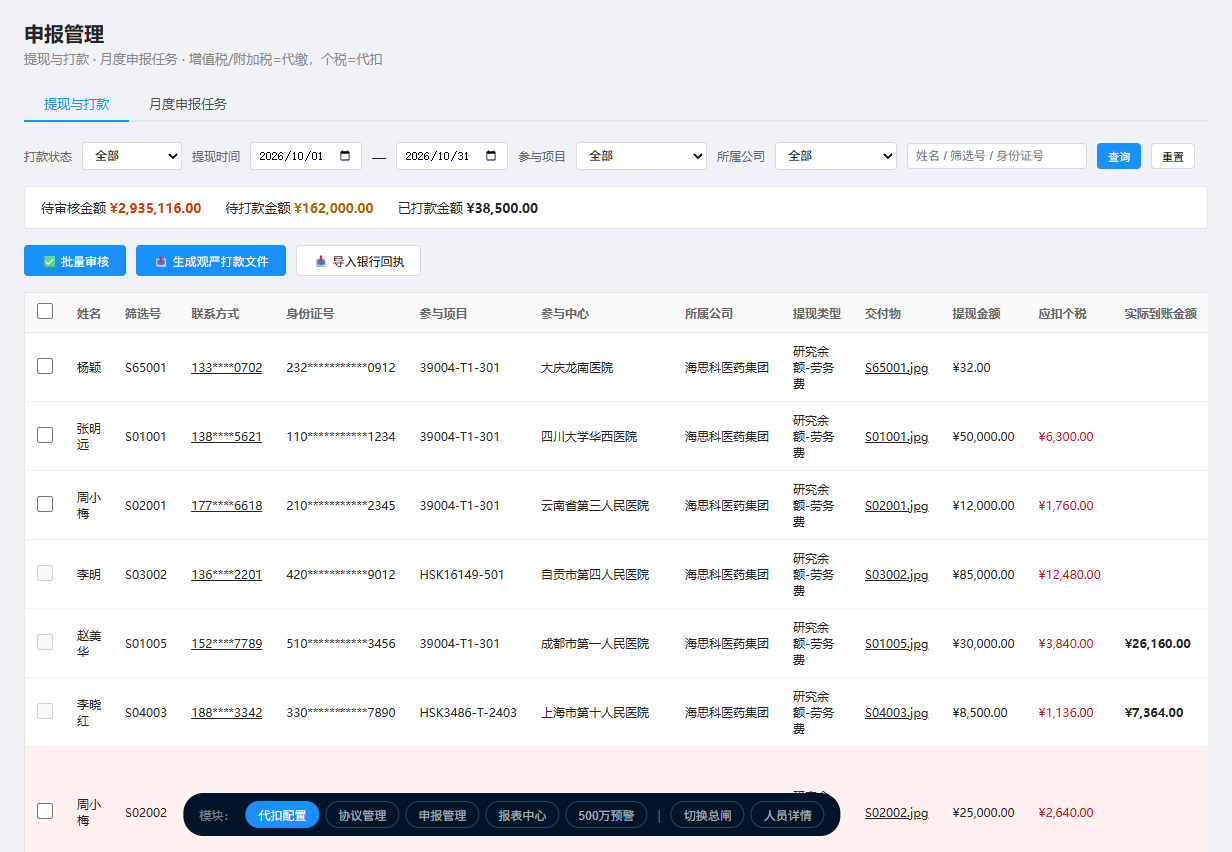 申报管理
提现与打款 · 月度申报任务 · 增值税/附加税=代缴，个税=代扣
提现与打款 月度申报任务
打款状态 全部 提现时间 2026/10/01 — 2026/10/31 参与项目 全部 所属公司 全部 姓名 / 筛选号 / 身份证号 查询 重置
待审核金额 ¥2,935,116.00 待打款金额 ¥162,000.00 已打款金额 ¥38,500.00
批量审核 生成观严打款文件 导入银行回执
姓名 筛选号 联系方式 身份证号 参与项目 参与中心 所属公司 提现类型 交付物 提现金额 应扣个税 实际到账金额
杨颖 S65001 133****0702 232***********0912 39004-T1-301 大庆龙南医院 海思科医药集团 研究余额-劳务费 S65001.jpg ¥32.00
张明远 S01001 138****5621 110***********1234 39004-T1-301 四川大学华西医院 海思科医药集团 研究余额-劳务费 S01001.jpg ¥50,000.00 ¥6,300.00
周小梅 S02001 177****6618 210***********2345 39004-T1-301 云南省第三人民医院 海思科医药集团 研究余额-劳务费 S02001.jpg ¥12,000.00 ¥1,760.00
李明 S03002 136****2201 420***********9012 HSK16149-501 自贡市第四人民医院 海思科医药集团 研究余额-劳务费 S03002.jpg ¥85,000.00 ¥12,480.00
赵美华 S01005 152****7789 510***********3456 39004-T1-301 成都市第一人民医院 海思科医药集团 研究余额-劳务费 S01005.jpg ¥30,000.00 ¥3,840.00 ¥26,160.00
李晓红 S04003 188****3342 330***********7890 HSK3486-T-2403 上海市第十人民医院 海思科医药集团 研究余额-劳务费 S04003.jpg ¥8,500.00 ¥1,136.00 ¥7,364.00
周小梅 S02002 S02002.jpg ¥25,000.00 ¥2,640.00
模块： 代扣配置 协议管理 申报管理 报表中心 500万预警 | 切换总闸 人员详情